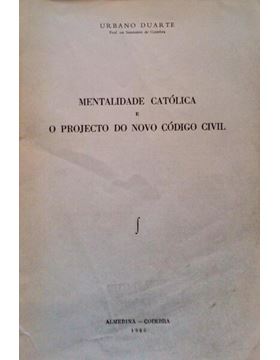 URBANO DUARTE
Prof. no Seminário de Coimbra
MENTALIDADE CATÓLICA
E
O PROJECTO DO NOVO CÓDIGO CIVIL
ALMEDINA — COIMBRA